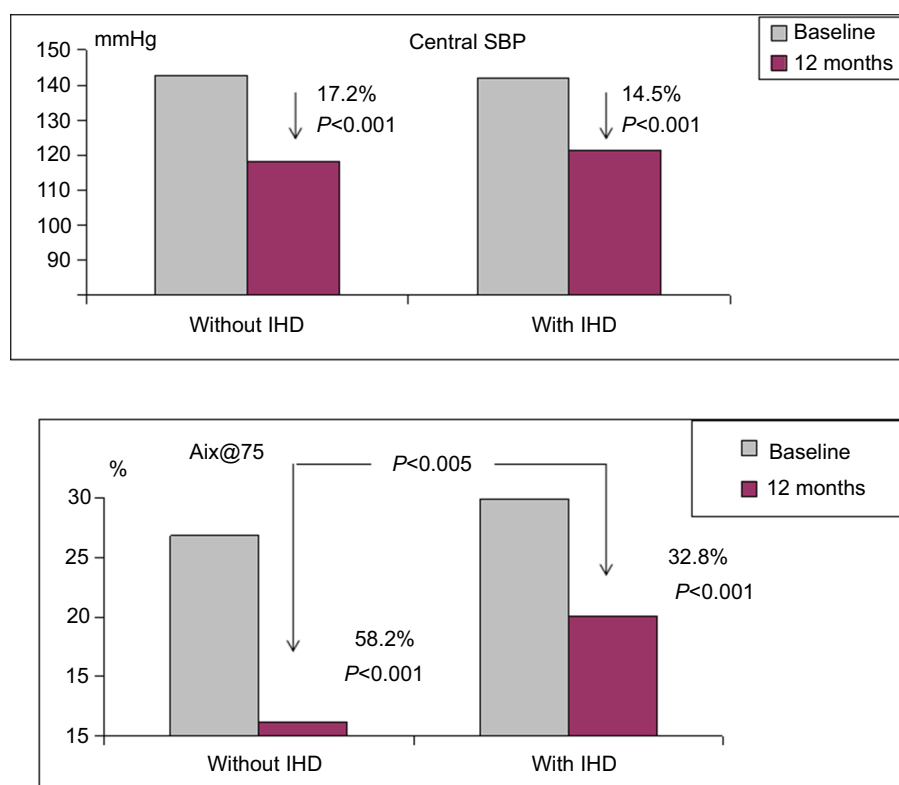 mmHg
Central SBP
Baseline
12 months
150
140
130
120
110
100
90
17.2%
P<0.001
14.5%
P<0.001
Without IHD
With IHD
Aix@75
%
P<0.005
Baseline
12 months
30
25
20
15
15
58.2%
P<0.001
32.8%
P<0.001
Without IHD
With IHD